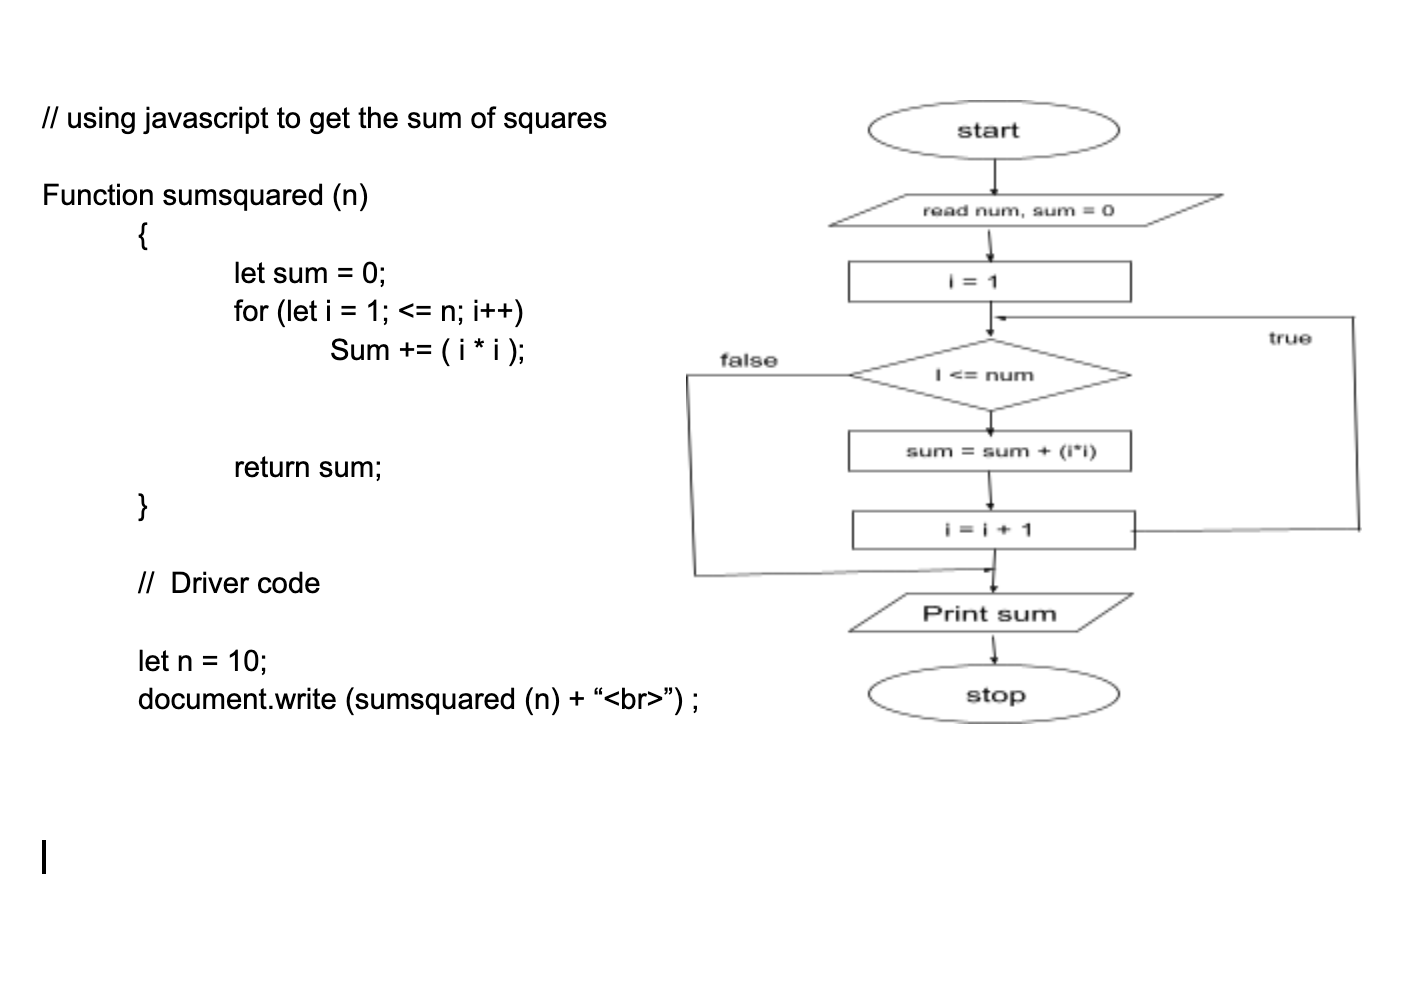 // using javascript to get the sum of squares
Function sumsquared (n)
{
let sum = 0;
for (let i = 1; <= n; i++)
Sum += ( i * i );
return sum;
}
// Driver code
let n = 10;
document.write (sumsquared (n) + “<br>”) ;
start
read num, sum = 0
i = 1
true
false
I <= num
sum = sum + (i*i)
i = i + 1
Print sum
stop